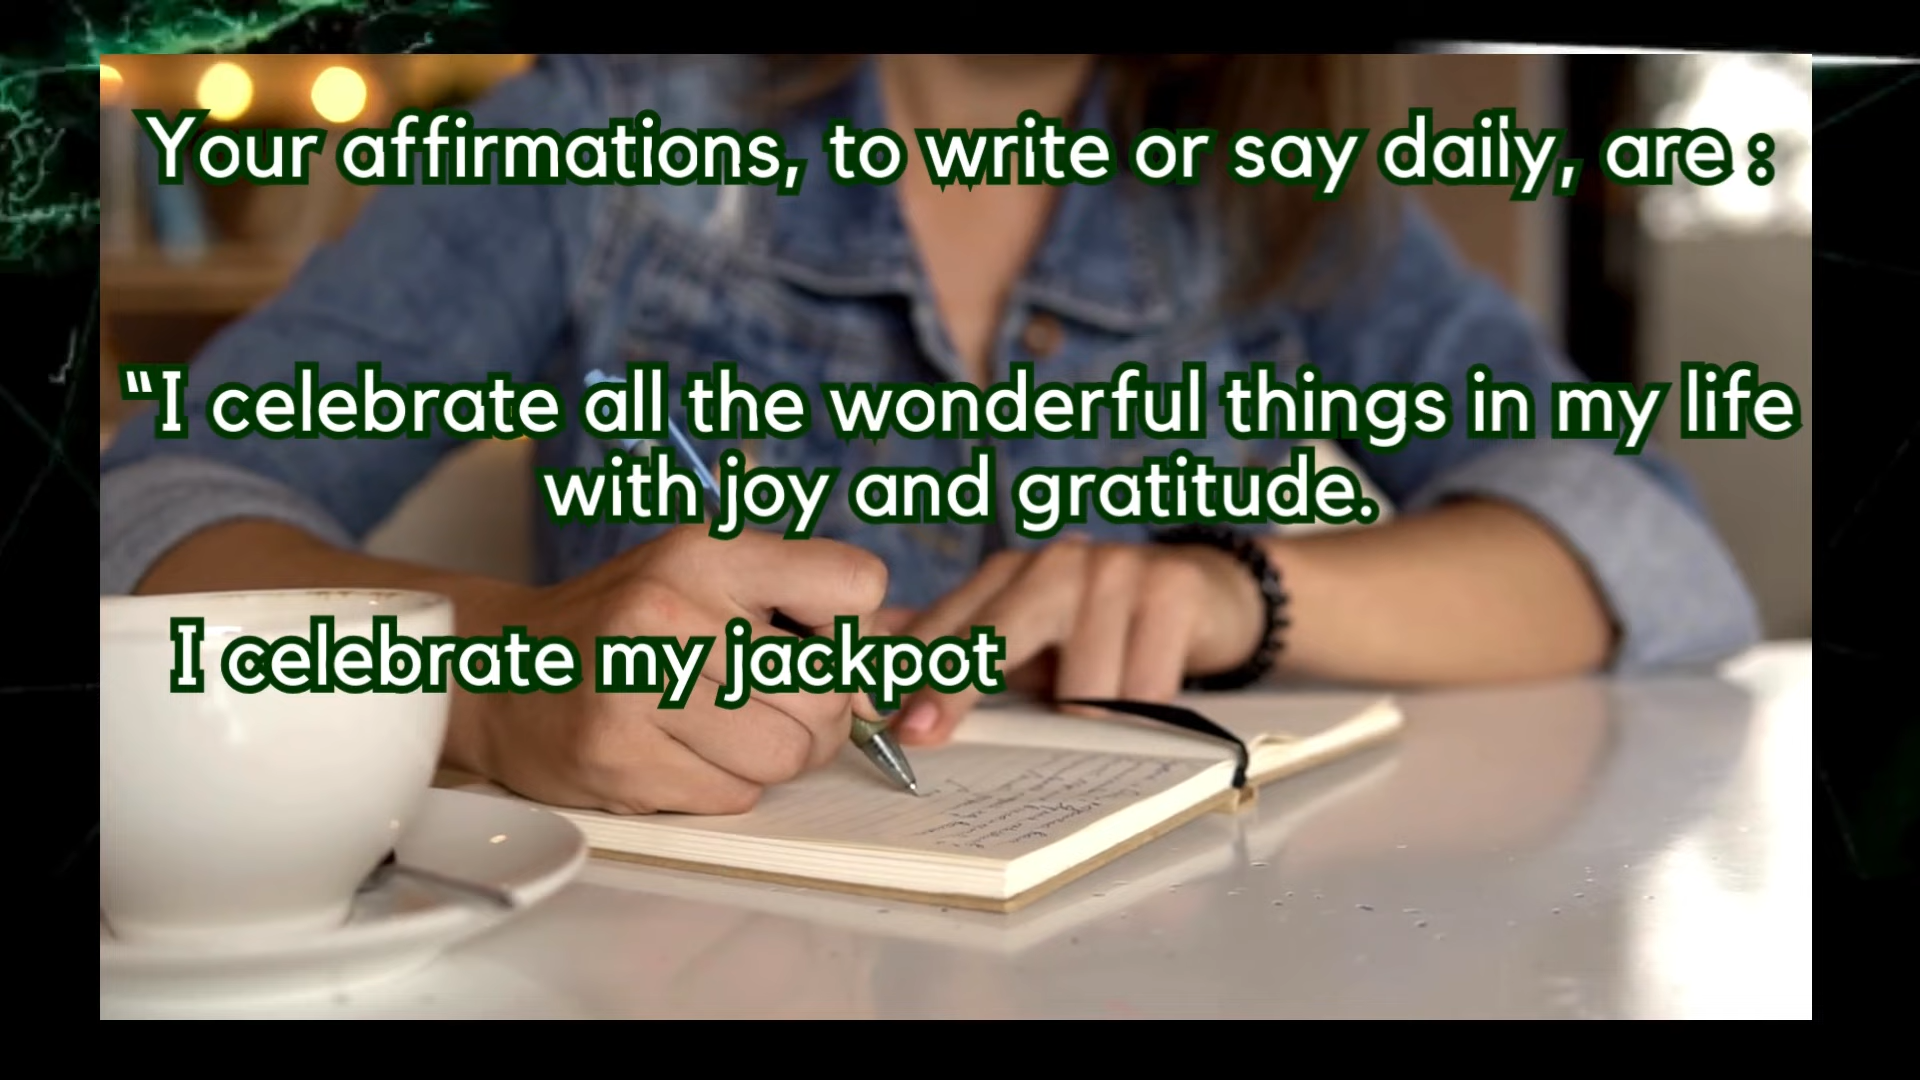 Your affirmations, to write or say daily, are :
“I celebrate all the wonderful things in my life
with joy and gratitude.
I celebrate my jackpot